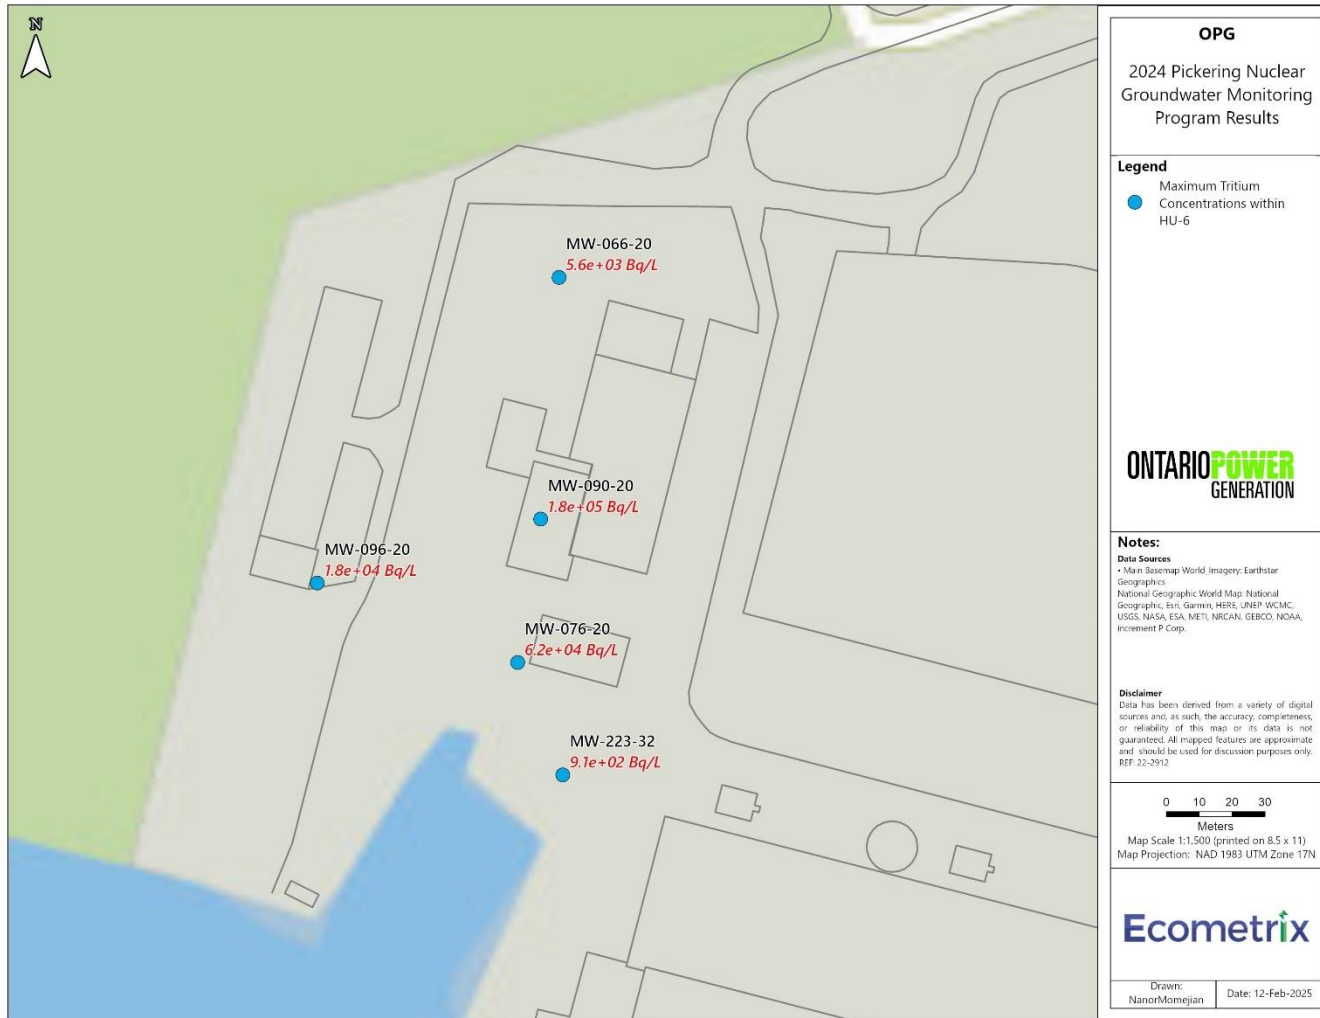 N
MW-066-20
5.6e+03 Bq/L
MW-090-20
1.8e+05 Bq/L
MW-096-20
1.8e+04 Bq/L
MW-076-20
6.2e+04 Bq/L
MW-223-32
9.1e+02 Bq/L
OPG
2024 Pickering Nuclear
Groundwater Monitoring
Program Results
Legend
Maximum Tritium
Concentrations within
HU-6
ONTARIOPOWER
GENERATION
Notes:
Data Sources
• Main Basemap World_Imagery: Earthstar
Geographics
National Geographic World Map: National
Geographic, Esri, Garmin, HERE, UNEP-WCMC,
USGS, NASA, ESA, METI, NRCAN, GEBCO, NOAA,
increment P Corp.
Disclaimer
Data has been derived from a variety of digital
sources and, as such, the accuracy, completeness,
or reliability of this map or its data is not
guaranteed. All mapped features are approximate
and should be used for discussion purposes only.
REF: 22-2912
0 10 20 30
Meters
Map Scale 1:1,500 (printed on 8.5 x 11)
Map Projection: NAD 1983 UTM Zone 17N
Ecometrix
Drawn:
NanorMomejian
Date: 12-Feb-2025